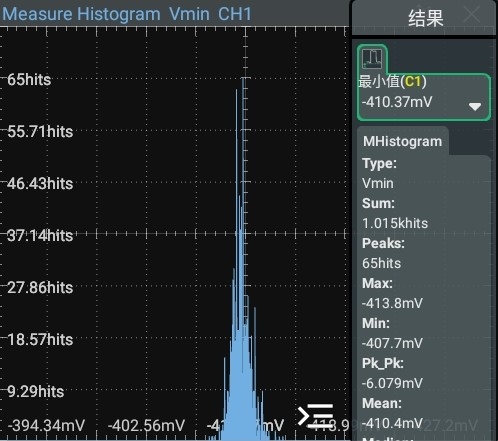 Measure Histogram Vmin CH1
结果
65hits
55.71hits
46.43hits
37.14hits
27.86hits
18.57hits
9.29hits
-394.34mV
-402.56mV
最小值(C1)
-410.37mV
MHistogram
Type:
Vmin
Sum:
1.015khits
Peaks:
65hits
Max:
-413.8mV
Min:
-407.7mV
Pk_Pk:
-6.079mV
Mean:
-410.4mV